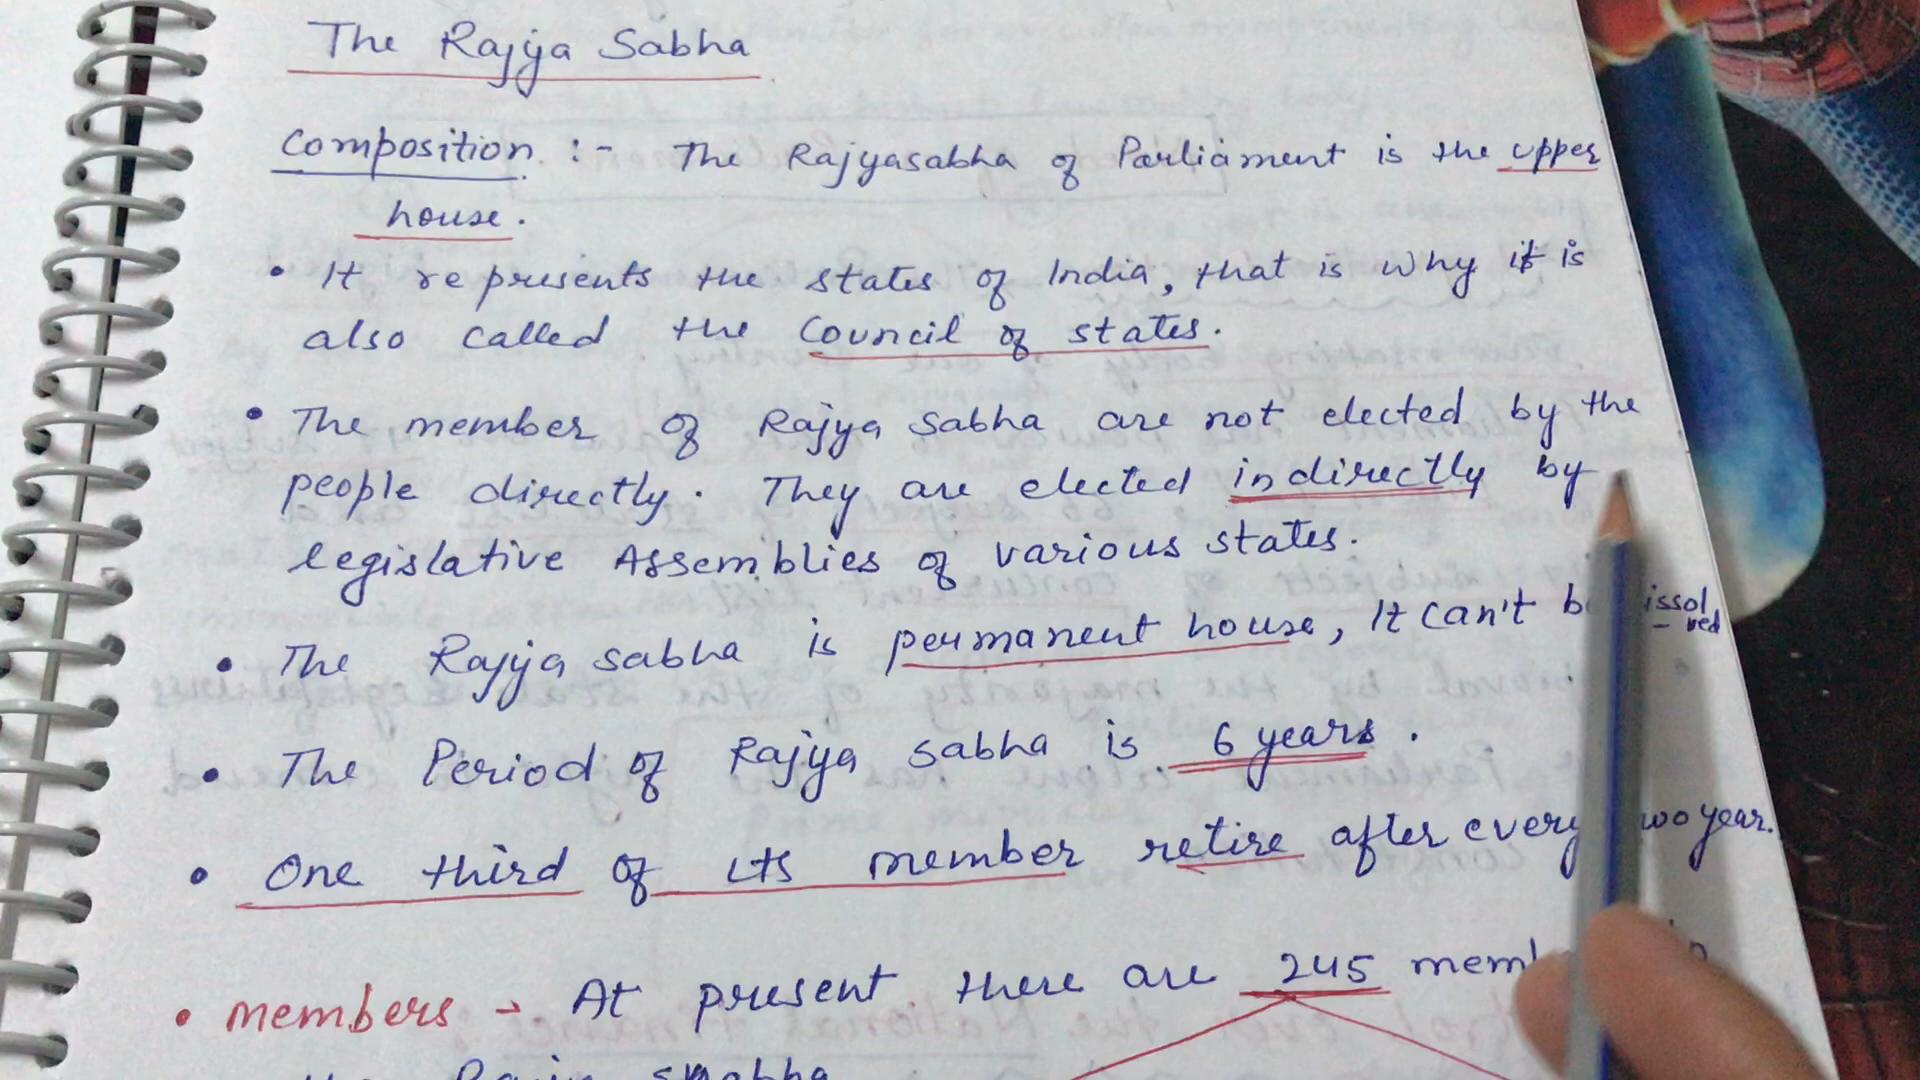 The Rajya Sabha
Composition :- The Rajyasabha of Parliament is the upper
house.
• It represents the states of India, that is why it is
also called the Council of states.
• The member of Rajya Sabha are not elected by the
people directly. They are elected indirectly by
legislative Assemblies of various states.
• The Rajya sabha is permanent house, It can't be issol
- ved
• The Period of Rajya sabha is 6 years.
• One third of its member retire after every two year.
• members → At present there are 245 mem